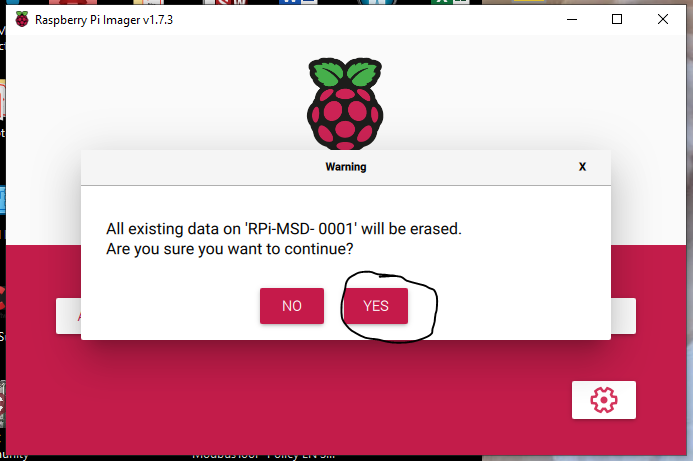 Raspberry Pi Imager v1.7.3
Warning
X
All existing data on 'RPi-MSD- 0001' will be erased.
Are you sure you want to continue?
NO
YES